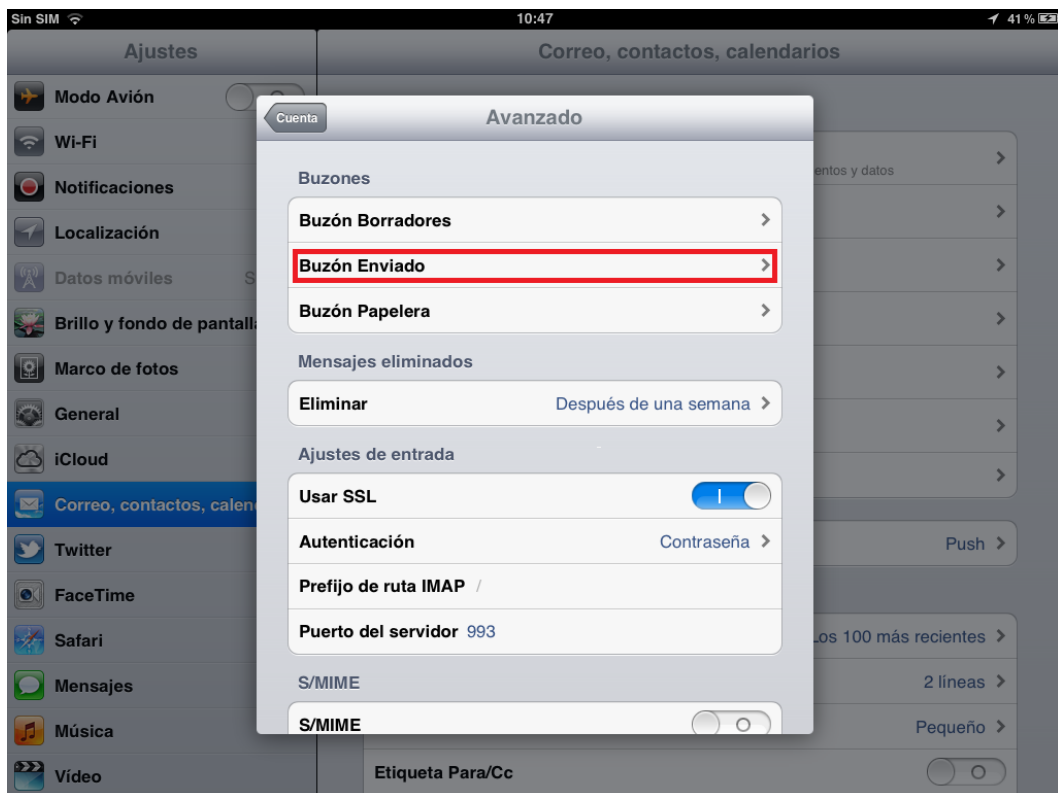 Sin SIM 10:47 41 %
Ajustes
Correo, contactos, calendarios
Modo Avión
Wi-Fi
Notificaciones
Localización
Datos móviles S
Brillo y fondo de pantall
Marco de fotos
General
iCloud
Correo, contactos, calen
Twitter
FaceTime
Safari
Mensajes
Música
Vídeo
Cuenta
Avanzado
Buzones
Buzón Borradores
Buzón Enviado
Buzón Papelera
Mensajes eliminados
Eliminar Después de una semana
Ajustes de entrada
Usar SSL
Autenticación Contraseña
Prefijo de ruta IMAP /
Puerto del servidor 993
S/MIME
S/MIME
entos y datos
Push
Los 100 más recientes
2 líneas
Pequeño
Etiqueta Para/Cc